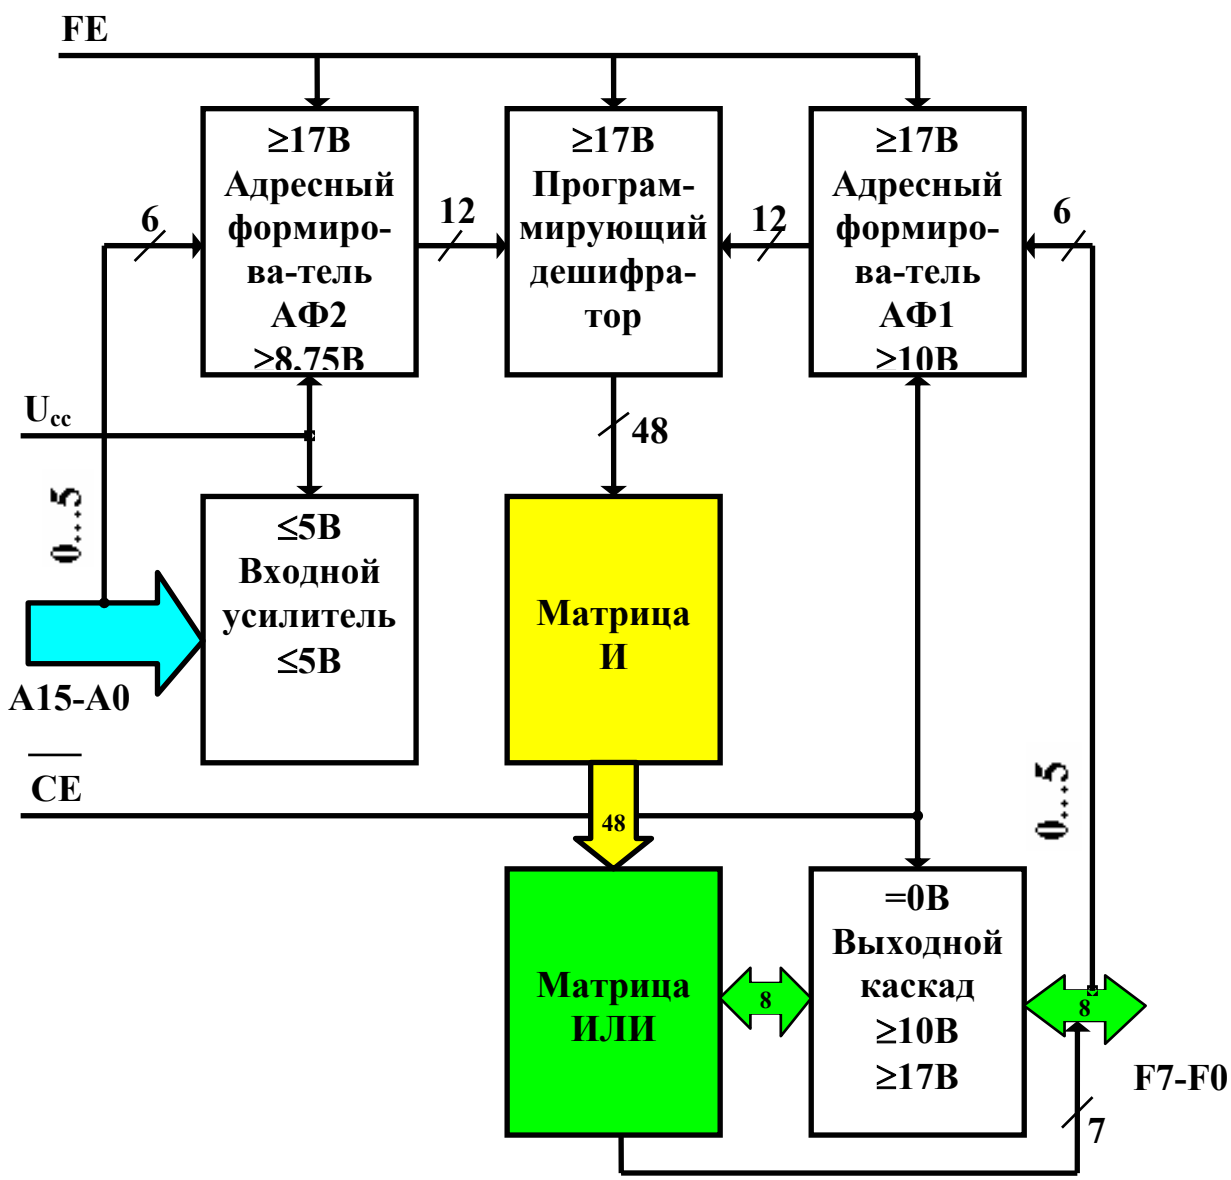 FE
≥17В
Адресный
формиро-
ва-тель
АФ2
>8,75В
≥17В
Програм-
мирующий
дешифра-
тор
≥17В
Адресный
формиро-
ва-тель
АФ1
>10В
6
12
12
6
Ucc
48
0...5
≤5В
Входной
усилитель
≤5В
Матрица
И
A15-A0
CE
48
0...5
Матрица
ИЛИ
8
=0В
Выходной
каскад
≥10В
≥17В
8
F7-F0
7